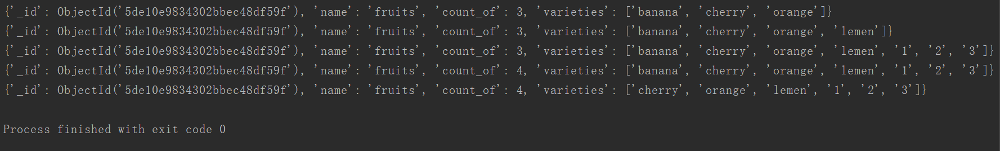 {'_id': ObjectId('5de10e9834302bbec48df59f'), 'name': 'fruits', 'count_of': 3, 'varieties': ['banana', 'cherry', 'orange']}
{'_id': ObjectId('5de10e9834302bbec48df59f'), 'name': 'fruits', 'count_of': 3, 'varieties': ['banana', 'cherry', 'orange', 'lemen']}
{'_id': ObjectId('5de10e9834302bbec48df59f'), 'name': 'fruits', 'count_of': 3, 'varieties': ['banana', 'cherry', 'orange', 'lemen', '1', '2', '3']}
{'_id': ObjectId('5de10e9834302bbec48df59f'), 'name': 'fruits', 'count_of': 4, 'varieties': ['banana', 'cherry', 'orange', 'lemen', '1', '2', '3']}
{'_id': ObjectId('5de10e9834302bbec48df59f'), 'name': 'fruits', 'count_of': 4, 'varieties': ['cherry', 'orange', 'lemen', '1', '2', '3']}
Process finished with exit code 0